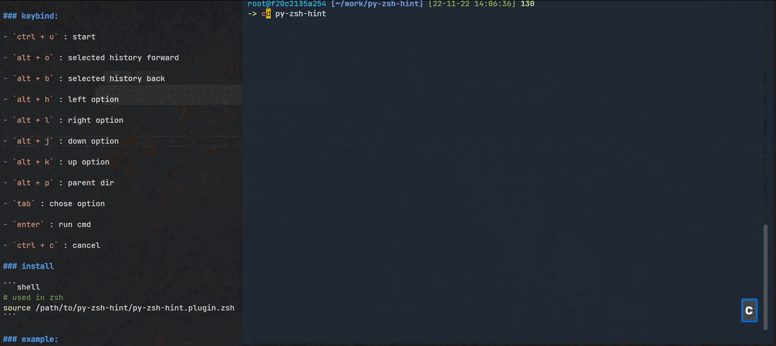 ### keybind:
- `ctrl + u` : start
- `alt + o` : selected history forward
- `alt + b` : selected history back
- `alt + h` : left option
- `alt + l` : right option
- `alt + j` : down option
- `alt + k` : up option
- `alt + p` : parent dir
- `tab` : chose option
- `enter` : run cmd
- `ctrl + c` : cancel
### install
```shell
# used in zsh
source /path/to/py-zsh-hint/py-zsh-hint.plugin.zsh
```
### example:
root@f20c2135a254 [~/work/py-zsh-hint] [22-11-22 14:06:36] 130
-> cd py-zsh-hint
C